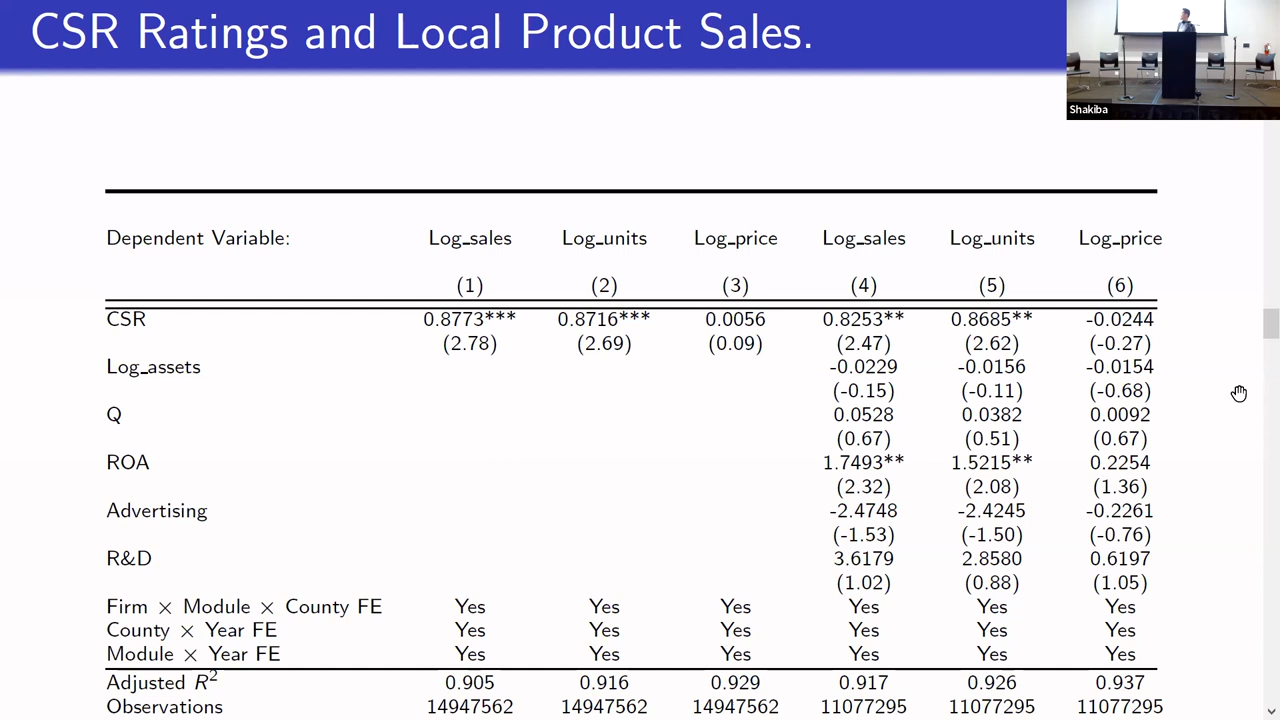 CSR Ratings and Local Product Sales.
Shakiba
Dependent Variable: Log_sales Log_units Log_price Log_sales Log_units Log_price
(1) (2) (3) (4) (5) (6)
CSR 0.8773*** 0.8716*** 0.0056 0.8253** 0.8685** -0.0244
(2.78) (2.69) (0.09) (2.47) (2.62) (-0.27)
Log_assets -0.0229 -0.0156 -0.0154
(-0.15) (-0.11) (-0.68)
Q 0.0528 0.0382 0.0092
(0.67) (0.51) (0.67)
ROA 1.7493** 1.5215** 0.2254
(2.32) (2.08) (1.36)
Advertising -2.4748 -2.4245 -0.2261
(-1.53) (-1.50) (-0.76)
R&D 3.6179 2.8580 0.6197
(1.02) (0.88) (1.05)
Firm × Module × County FE Yes Yes Yes Yes Yes Yes
County × Year FE Yes Yes Yes Yes Yes Yes
Module × Year FE Yes Yes Yes Yes Yes Yes
Adjusted R² 0.905 0.916 0.929 0.917 0.926 0.937
Observations 14947562 14947562 14947562 11077295 11077295 11077295